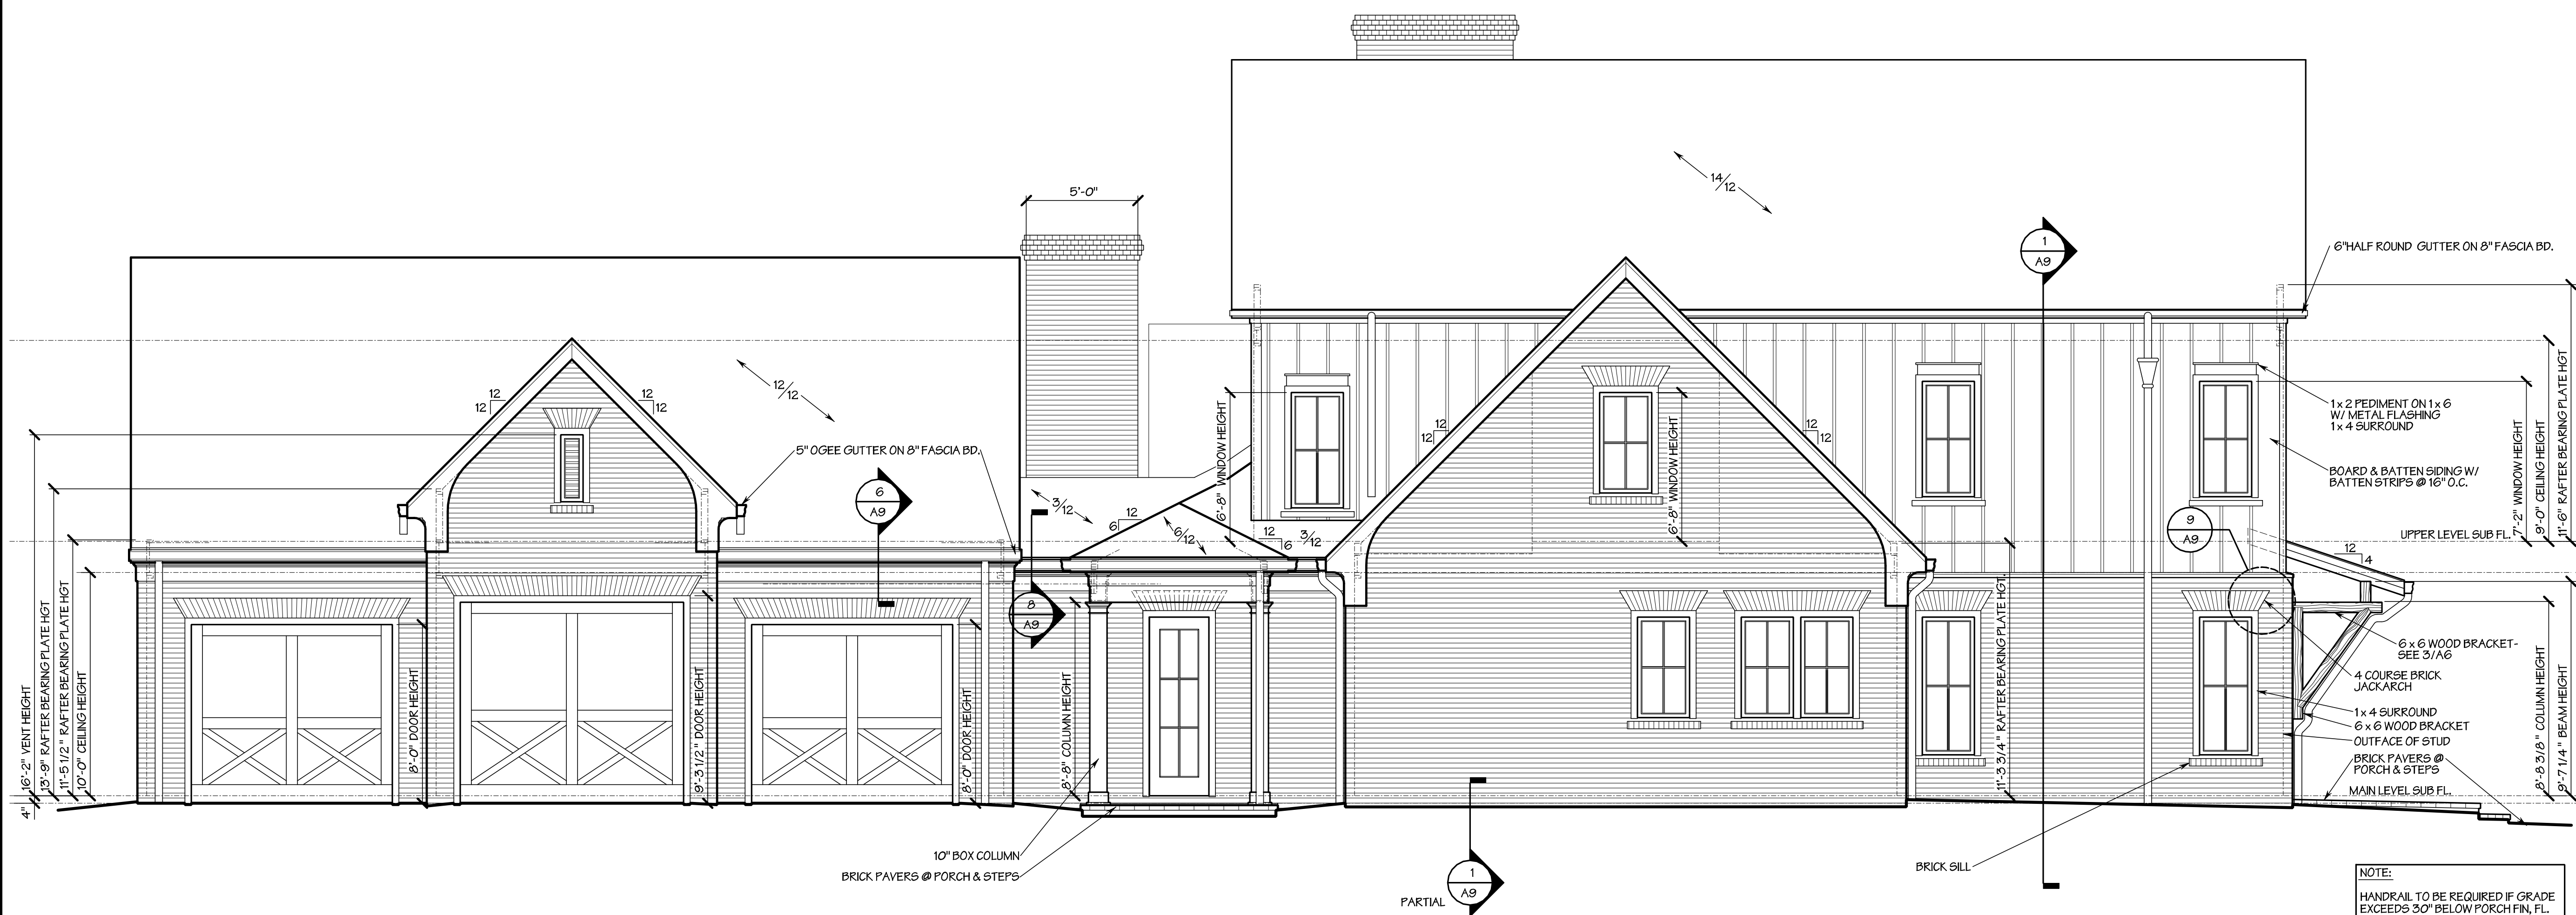 5'-0"
14/12
1
A9
6"HALF ROUND GUTTER ON 8" FASCIA BD.
12
12
12
12
12/12
5" OGEE GUTTER ON 8" FASCIA BD.
6
A9
3/12
12
6
6/12
12
6
3/12
6'-8" WINDOW HEIGHT
12
12
12
12
6'-8" WINDOW HEIGHT
1 x 2 PEDIMENT ON 1 x 6
W/ METAL FLASHING
1 x 4 SURROUND
BOARD & BATTEN SIDING W/
BATTEN STRIPS @ 16" O.C.
7'-2" WINDOW HEIGHT
9'-0" CEILING HEIGHT
11'-6" RAFTER BEARING PLATE HGT
9
A9
UPPER LEVEL SUB FL.
12
4
16'-2" VENT HEIGHT
13'-9" RAFTER BEARING PLATE HGT
11'-5 1/2" RAFTER BEARING PLATE HGT
10'-0" CEILING HEIGHT
4"
8'-0" DOOR HEIGHT
9'-3 1/2" DOOR HEIGHT
8'-0" DOOR HEIGHT
8
A9
8'-8" COLUMN HEIGHT
11'-3 3/4" RAFTER BEARING PLATE HGT.
6 x 6 WOOD BRACKET-
SEE 3/A6
4 COURSE BRICK
JACKARCH
1 x 4 SURROUND
6 x 6 WOOD BRACKET
OUTFACE OF STUD
BRICK PAVERS @
PORCH & STEPS
MAIN LEVEL SUB FL.
8'-8 3/8" COLUMN HEIGHT
9'-7 1/4" BEAM HEIGHT
10" BOX COLUMN
BRICK PAVERS @ PORCH & STEPS
PARTIAL
1
A9
BRICK SILL
NOTE:
HANDRAIL TO BE REQUIRED IF GRADE
EXCEEDS 30" BELOW PORCH FIN, FL.